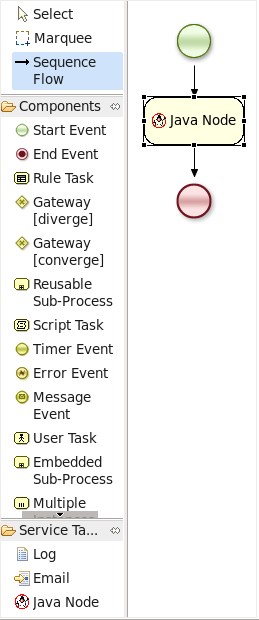 Select
Marquee
Sequence
Flow
Components
Start Event
End Event
Rule Task
Gateway
[diverge]
Gateway
[converge]
Reusable
Sub-Process
Script Task
Timer Event
Error Event
Message
Event
User Task
Embedded
Sub-Process
Multiple
Service Ta...
Log
Email
Java Node
Java Node